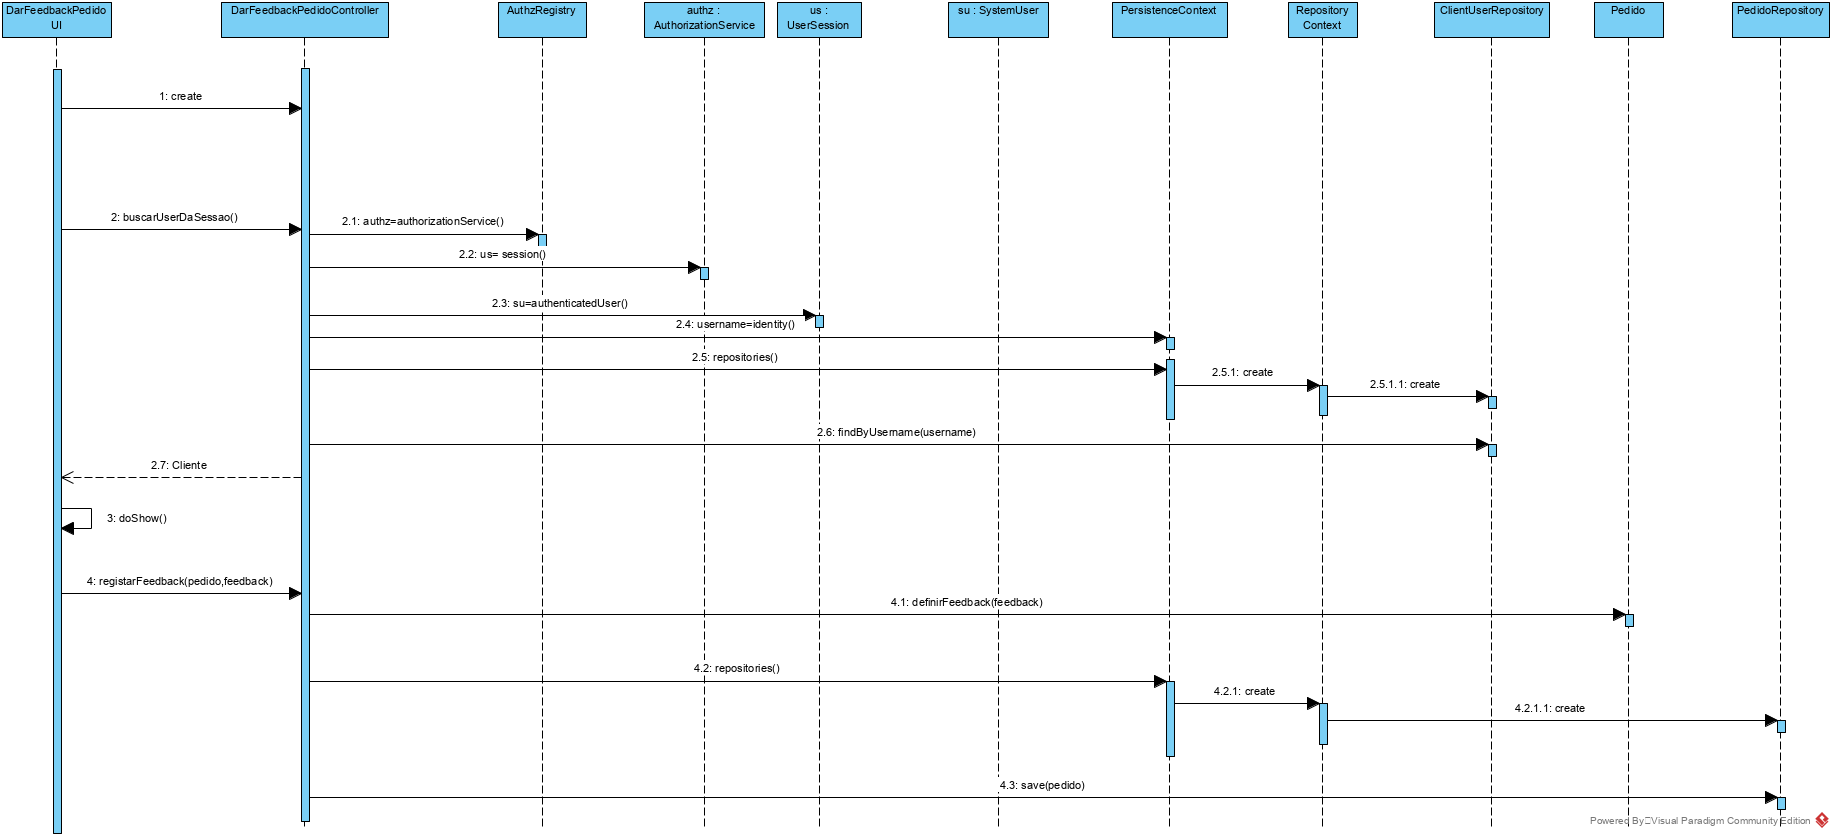 DarFeedbackPedido
UI
DarFeedbackPedidoController
AuthzRegistry
authz :
AuthorizationService
us :
UserSession
su : SystemUser
PersistenceContext
Repository
Context
ClientUserRepository
Pedido
PedidoRepository
1: create
2: buscarUserDaSessao()
2.1: authz=authorizationService()
2.2: us= session()
2.3: su=authenticatedUser()
2.4: username=identity()
2.5: repositories()
2.5.1: create
2.5.1.1: create
2.6: findByUsername(username)
2.7: Cliente
3: doShow()
4: registarFeedback(pedido,feedback)
4.1: definirFeedback(feedback)
4.2: repositories()
4.2.1: create
4.2.1.1: create
4.3: save(pedido)
Powered By Visual Paradigm Community Edition